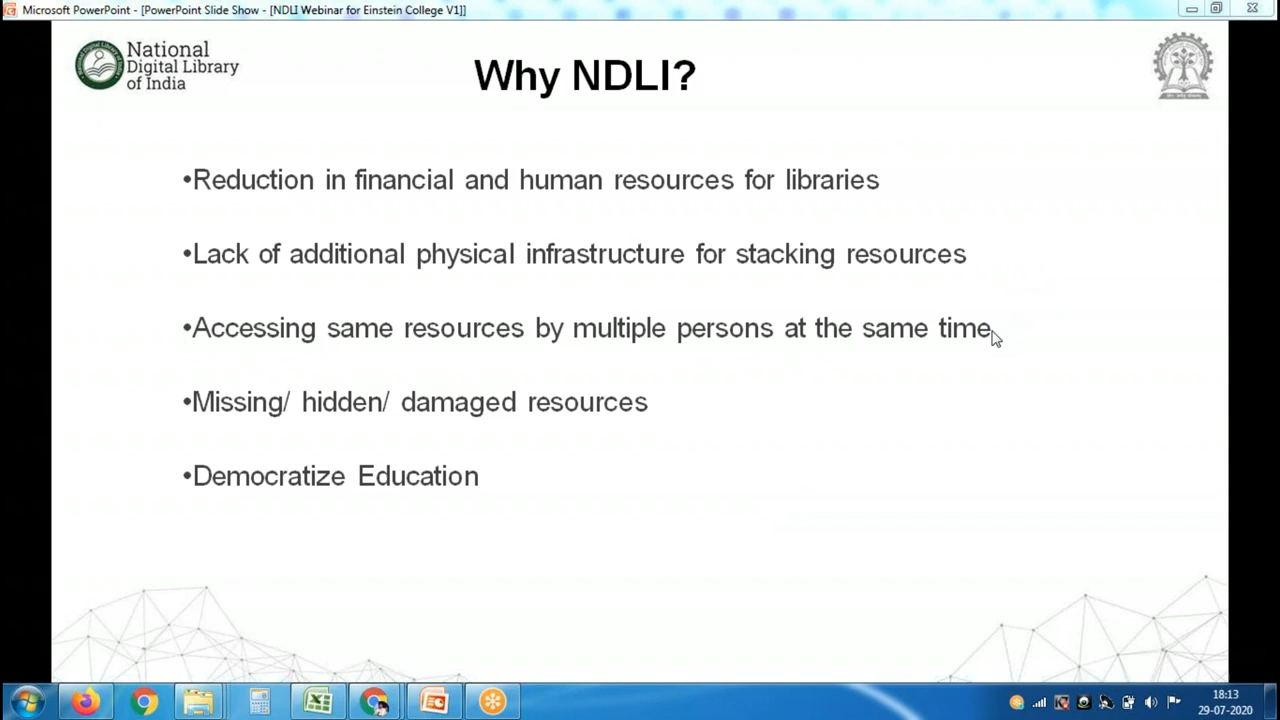 Microsoft PowerPoint - [PowerPoint Slide Show - [NDLI Webinar for Einstein College V1]]
National
Digital Library
of India
Why NDLI?
•Reduction in financial and human resources for libraries
•Lack of additional physical infrastructure for stacking resources
•Accessing same resources by multiple persons at the same time
•Missing/ hidden/ damaged resources
•Democratize Education
18:13
29-07-2020